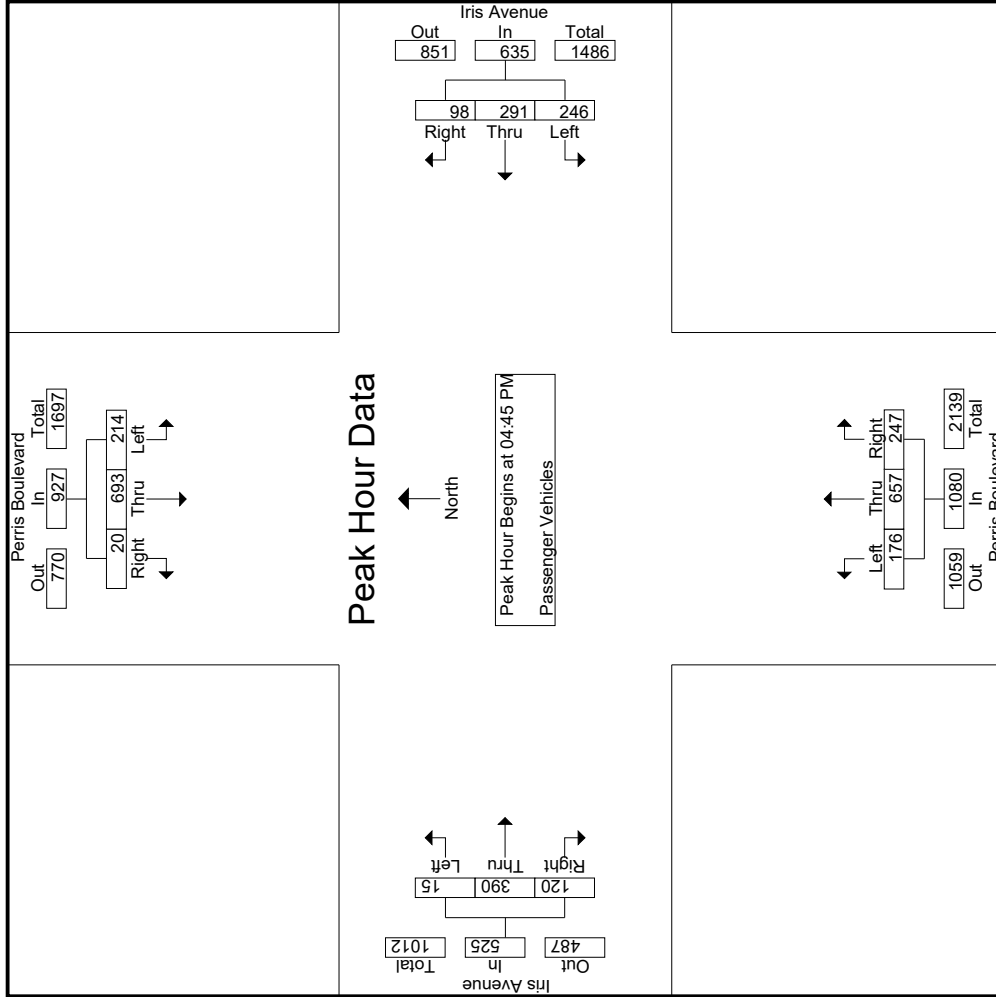 Iris Avenue
Out In Total
851 635 1486
98 291 246
Right Thru Left
Perris Boulevard
Out In Total
770 927 1697
20 693 214
Right Thru Left
Peak Hour Data
North
Peak Hour Begins at 04:45 PM
Passenger Vehicles
Left Thru Right
176 657 247
1059 1080 2139
Out In Total
Perris Boulevard
Iris Avenue
Out In Total
487 525 1012
120 390 15
Right Thru Left